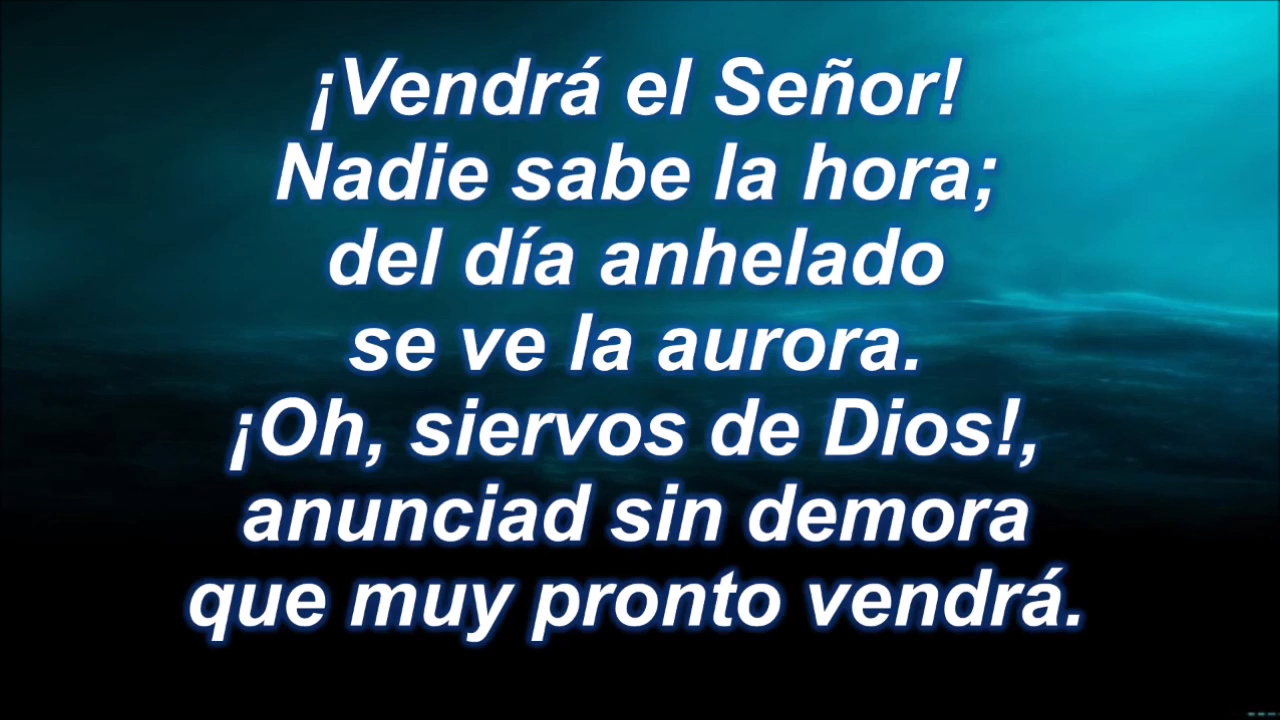 ¡Vendrá el Señor!
Nadie sabe la hora;
del día anhelado
se ve la aurora.
¡Oh, siervos de Dios!,
anunciad sin demora
que muy pronto vendrá.